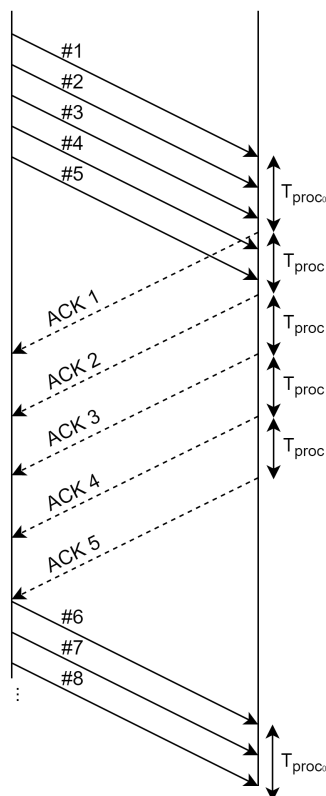 #1
#2
#3
#4
#5
Tproc₀
Tproc
ACK 1
Tproc
ACK 2
Tproc
ACK 3
Tproc
ACK 4
ACK 5
#6
#7
#8
⋮
Tproc₀